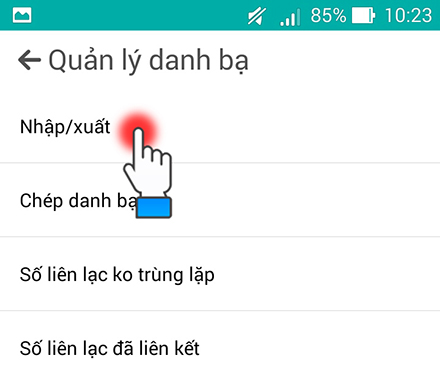 85% 10:23
Quản lý danh bạ
Nhập/xuất
Chép danh bạ
Số liên lạc ko trùng lặp
Số liên lạc đã liên kết